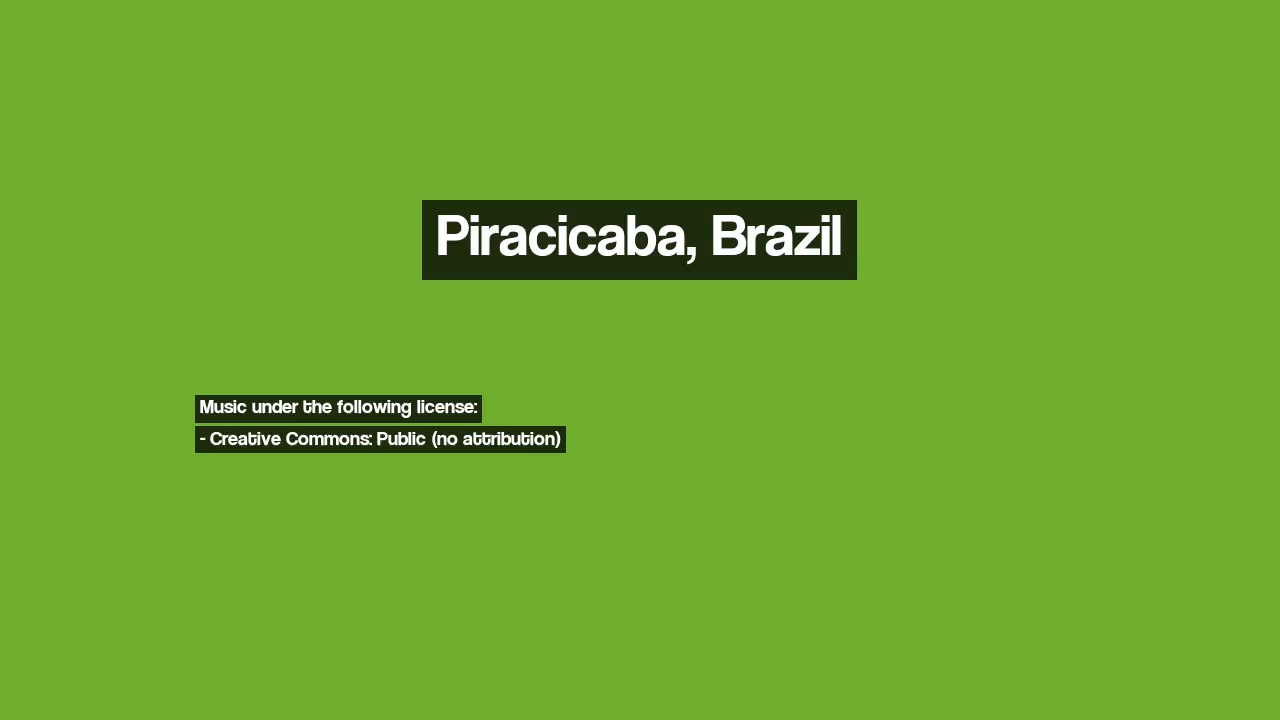 Piracicaba, Brazil
Music under the following license:
- Creative Commons: Public (no attribution)